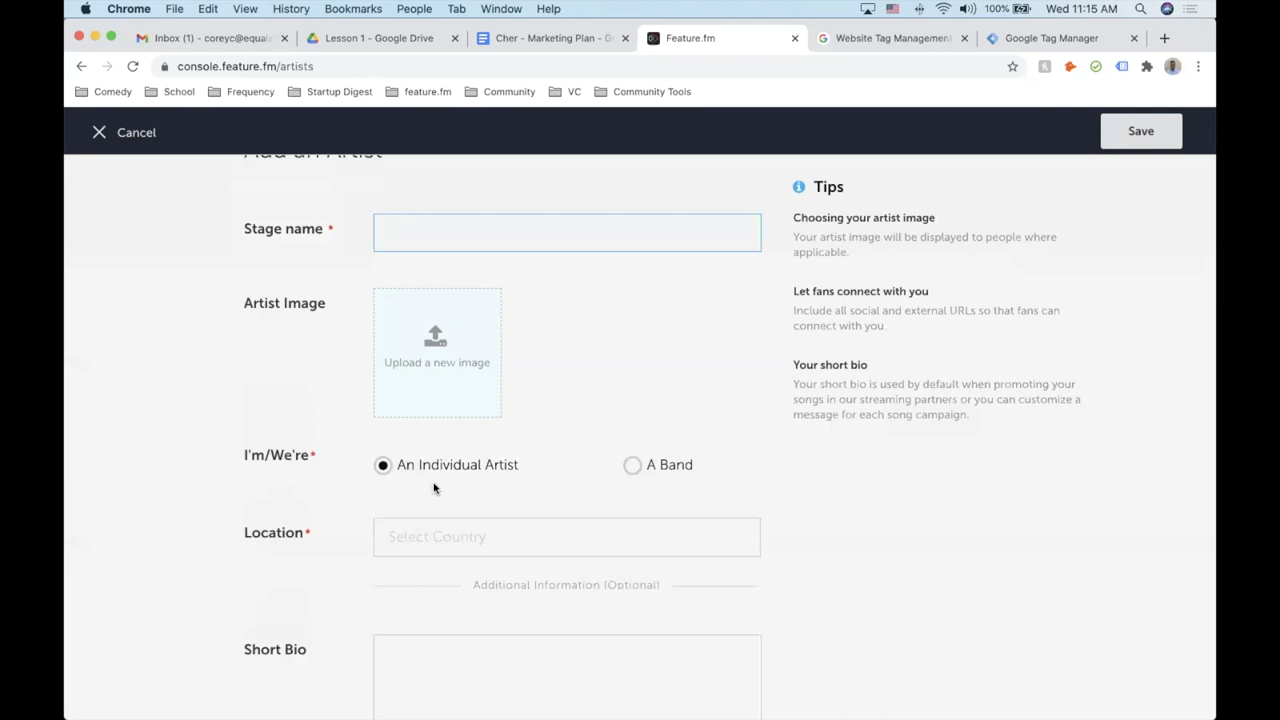 Chrome File Edit View History Bookmarks People Tab Window Help 100% Wed 11:15 AM
Inbox (1) - coreyc@equale Lesson 1 - Google Drive Cher - Marketing Plan - G Feature.fm Website Tag Management Google Tag Manager
console.feature.fm/artists
Comedy School Frequency Startup Digest feature.fm Community VC Community Tools
Cancel Save
Add an Artist
Stage name *
Artist Image
Upload a new image
I'm/We're*
An Individual Artist A Band
Location*
Select Country
Additional Information (Optional)
Short Bio
Tips
Choosing your artist image
Your artist image will be displayed to people where
applicable.
Let fans connect with you
Include all social and external URLs so that fans can
connect with you.
Your short bio
Your short bio is used by default when promoting your
songs in our streaming partners or you can customize a
message for each song campaign.